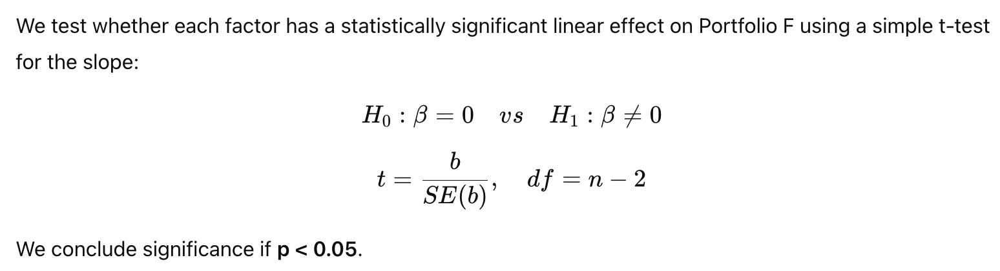 We test whether each factor has a statistically significant linear effect on Portfolio F using a simple t-test
for the slope:
H₀ : β = 0 vs H₁ : β ≠ 0
t = b / SE(b), df = n − 2
We conclude significance if p < 0.05.